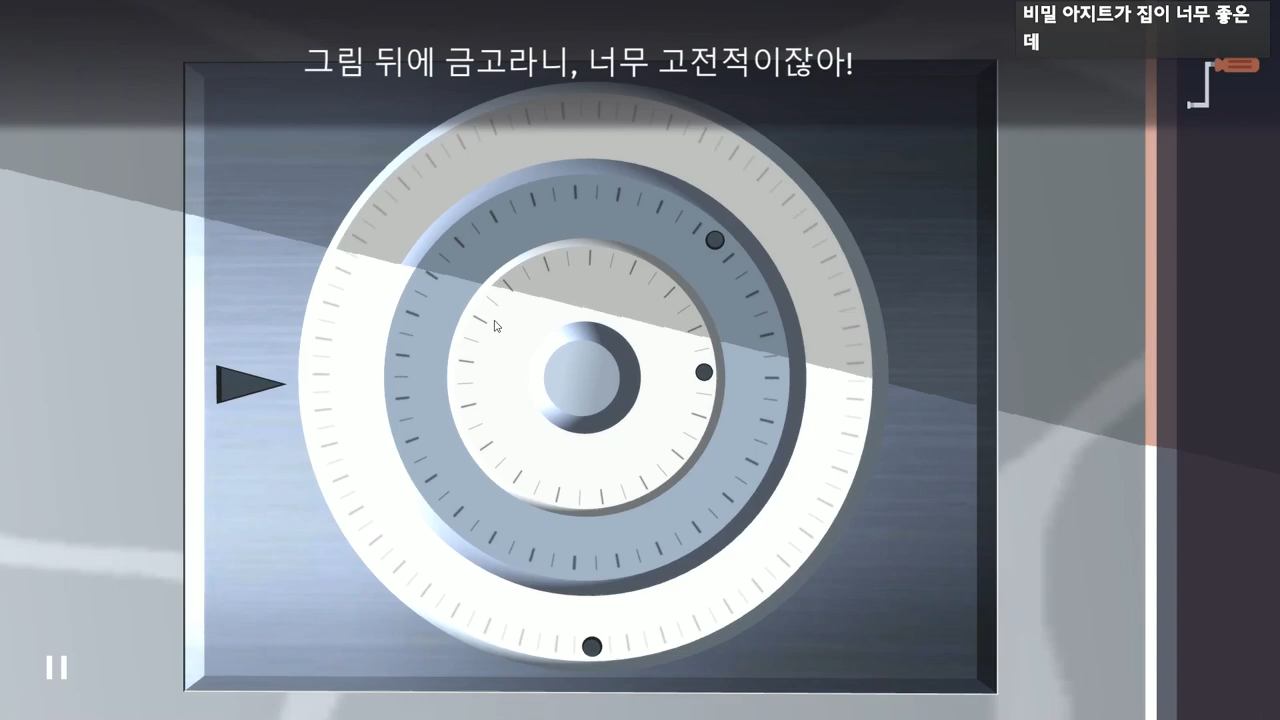 비밀 아지트가 집이 너무 좋은
데
그림 뒤에 금고라니, 너무 고전적이잖아!